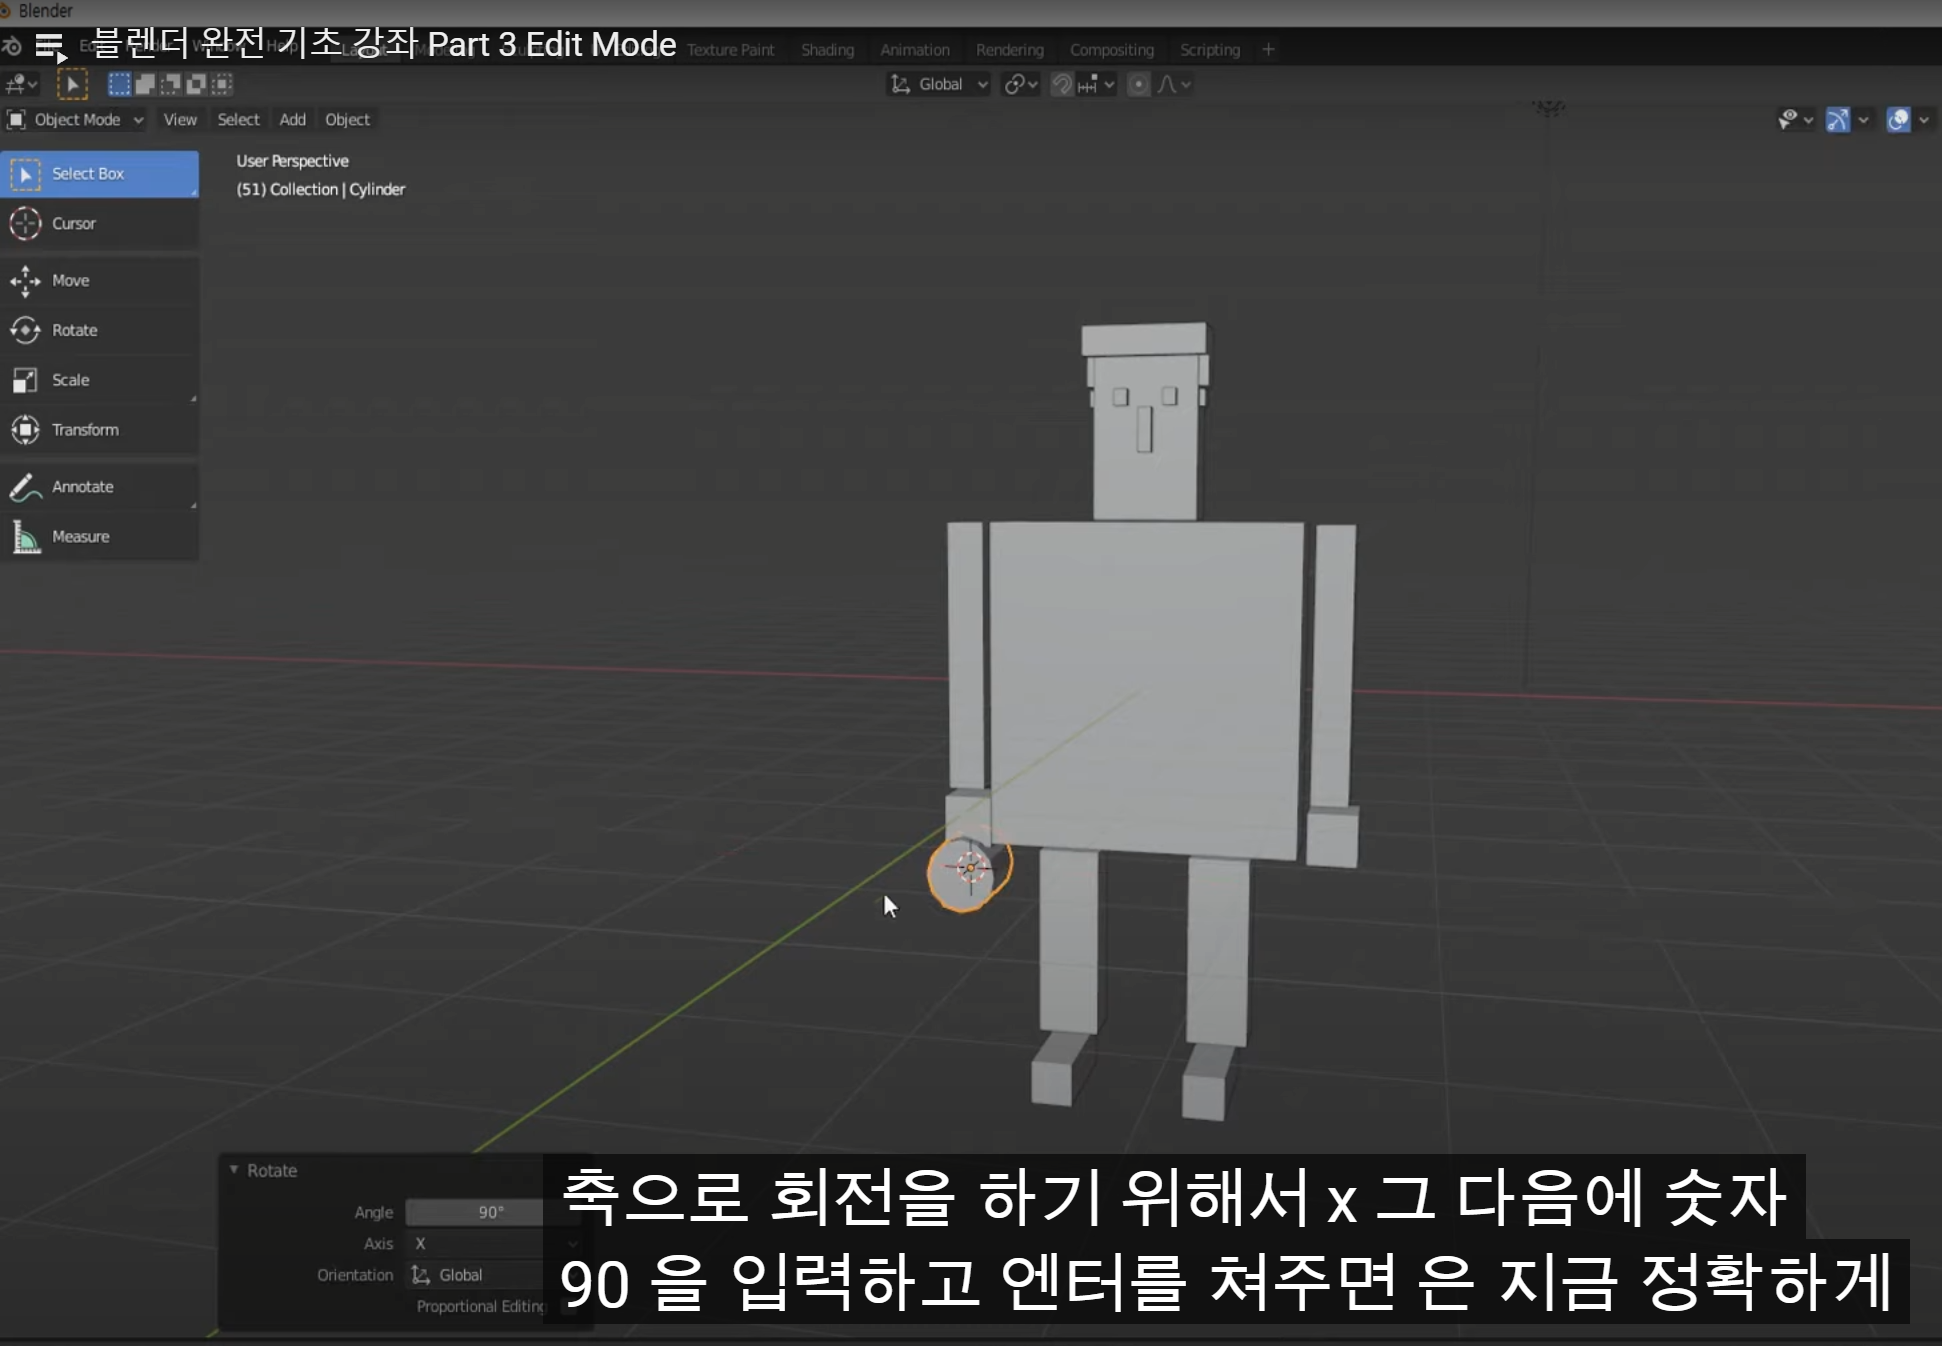 Blender
블렌더 완전 기초 강좌 Part 3 Edit Mode
Texture Paint Shading Animation Rendering Compositing Scripting +
Global
Object Mode View Select Add Object
User Perspective
(51) Collection | Cylinder
Select Box
Cursor
Move
Rotate
Scale
Transform
Annotate
Measure
Rotate
Angle 90°
Axis X
Orientation Global
Proportional Editing
축으로 회전을 하기 위해서 x 그 다음에 숫자
90 을 입력하고 엔터를 쳐주면 은 지금 정확하게